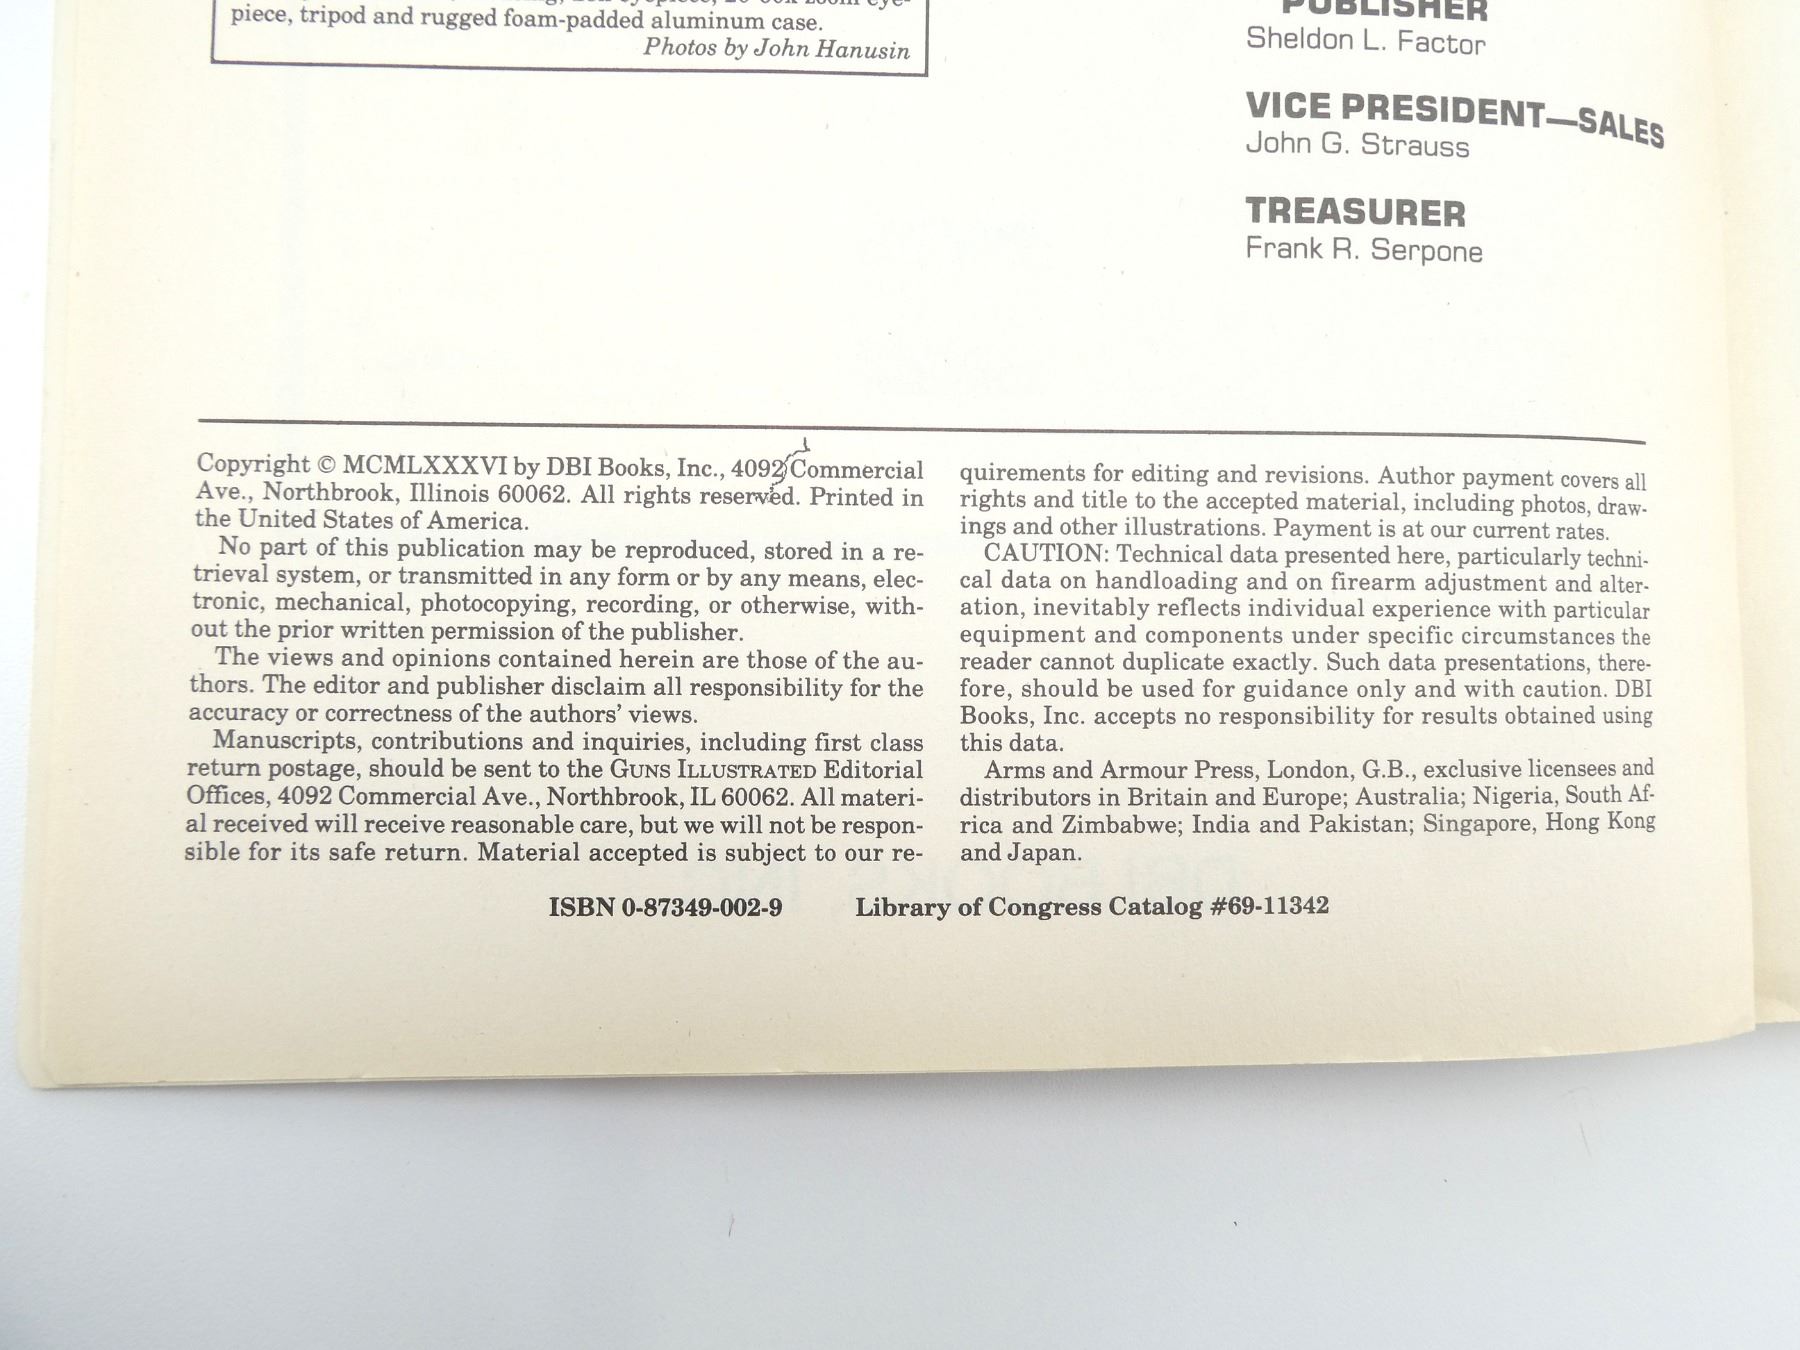 piece, tripod and rugged foam-padded aluminum case.
Photos by John Hanusin
PUBLISHER
Sheldon L. Factor
VICE PRESIDENT—SALES
John G. Strauss
TREASURER
Frank R. Serpone
Copyright © MCMLXXXVI by DBI Books, Inc., 4092 Commercial
Ave., Northbrook, Illinois 60062. All rights reserved. Printed in
the United States of America.
No part of this publication may be reproduced, stored in a re-
trieval system, or transmitted in any form or by any means, elec-
tronic, mechanical, photocopying, recording, or otherwise, with-
out the prior written permission of the publisher.
The views and opinions contained herein are those of the au-
thors. The editor and publisher disclaim all responsibility for the
accuracy or correctness of the authors' views.
Manuscripts, contributions and inquiries, including first class
return postage, should be sent to the GUNS ILLUSTRATED Editorial
Offices, 4092 Commercial Ave., Northbrook, IL 60062. All materi-
al received will receive reasonable care, but we will not be respon-
sible for its safe return. Material accepted is subject to our re-
quirements for editing and revisions. Author payment covers all
rights and title to the accepted material, including photos, draw-
ings and other illustrations. Payment is at our current rates.
CAUTION: Technical data presented here, particularly techni-
cal data on handloading and on firearm adjustment and alter-
ation, inevitably reflects individual experience with particular
equipment and components under specific circumstances the
reader cannot duplicate exactly. Such data presentations, there-
fore, should be used for guidance only and with caution. DBI
Books, Inc. accepts no responsibility for results obtained using
this data.
Arms and Armour Press, London, G.B., exclusive licensees and
distributors in Britain and Europe; Australia; Nigeria, South Af-
rica and Zimbabwe; India and Pakistan; Singapore, Hong Kong
and Japan.
ISBN 0-87349-002-9 Library of Congress Catalog #69-11342